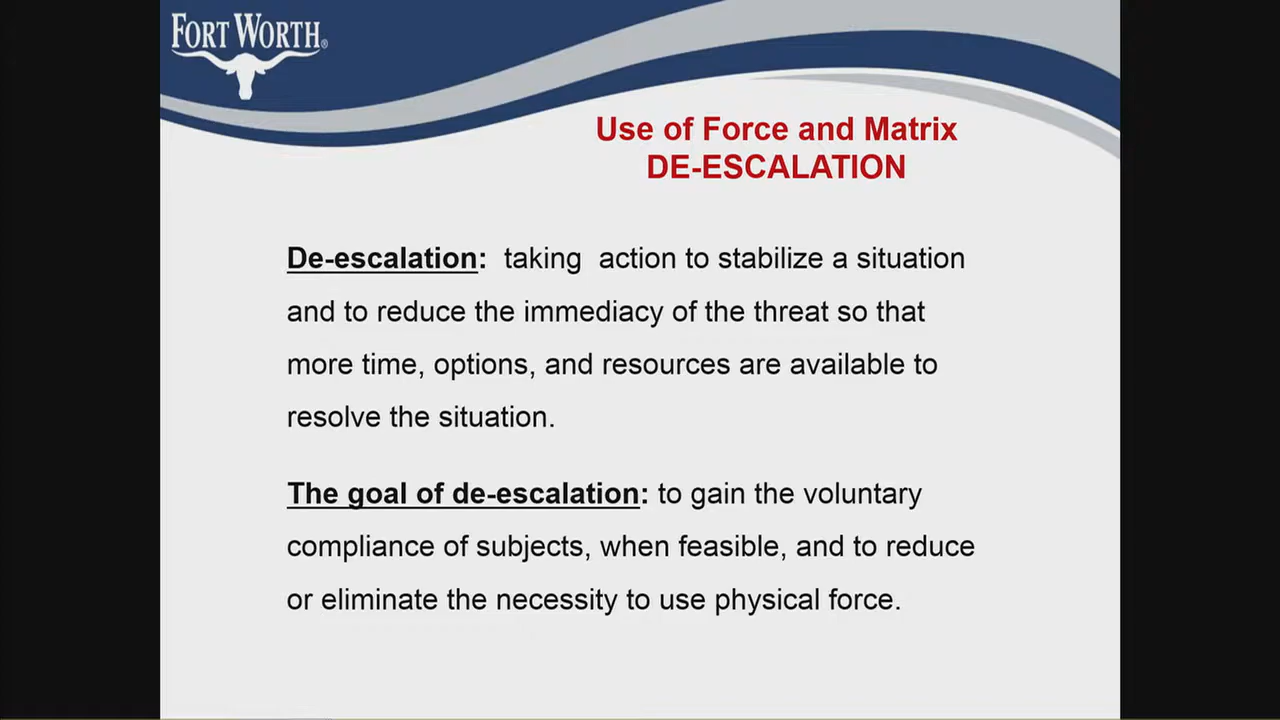 FORT WORTH®
Use of Force and Matrix
DE-ESCALATION
De-escalation: taking action to stabilize a situation
and to reduce the immediacy of the threat so that
more time, options, and resources are available to
resolve the situation.
The goal of de-escalation: to gain the voluntary
compliance of subjects, when feasible, and to reduce
or eliminate the necessity to use physical force.